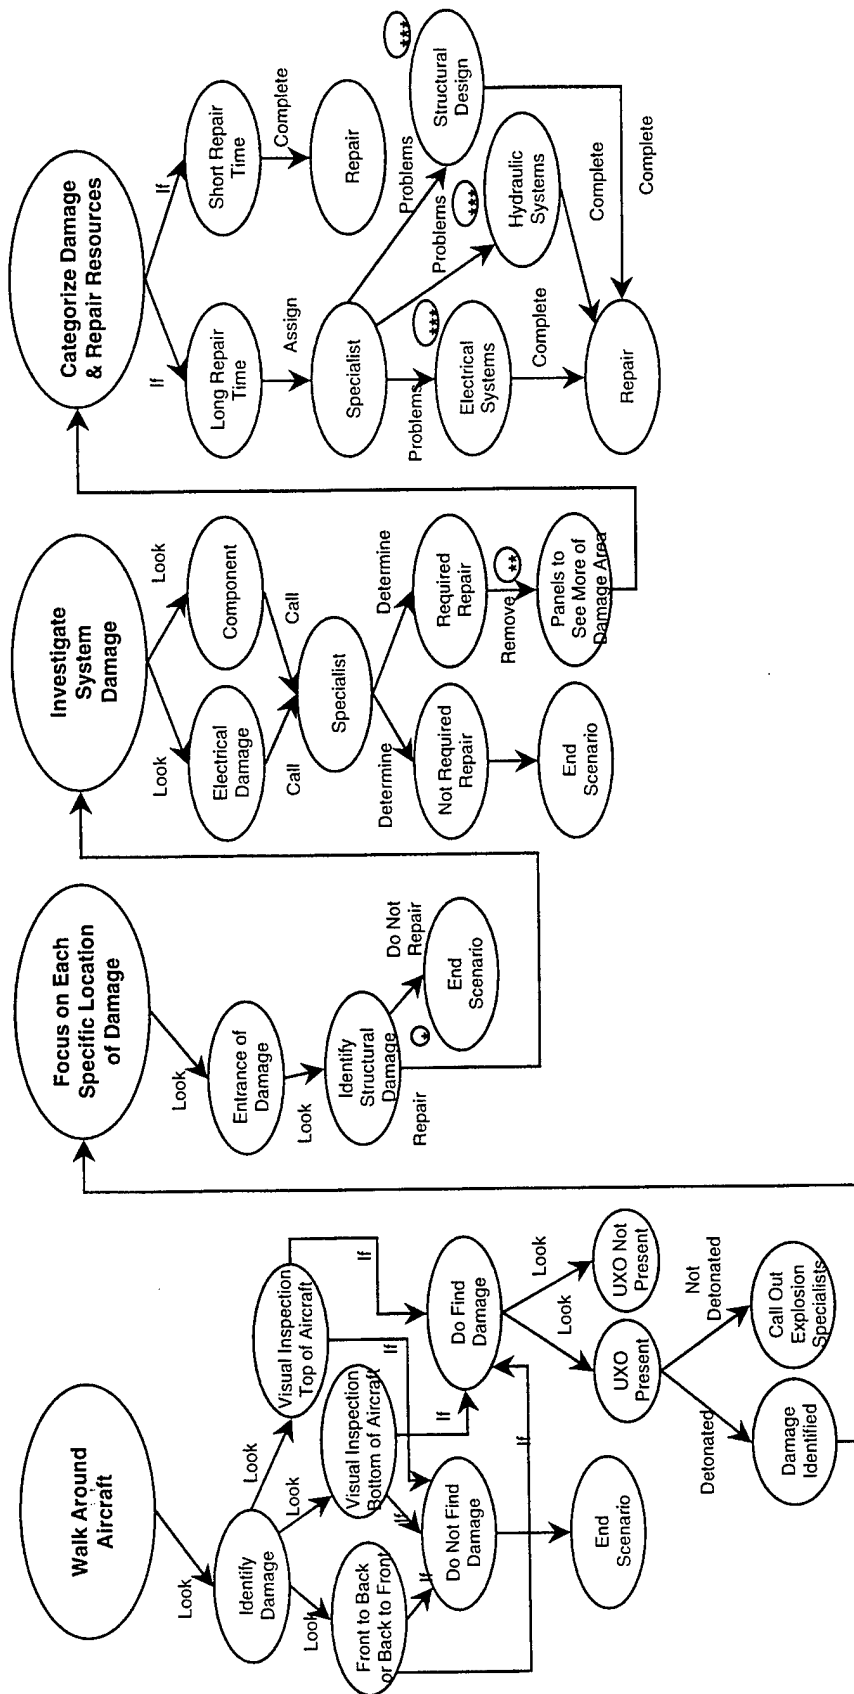 Walk Around
Aircraft
Look
Identify
Damage
Look
Look
Look
Front to Back
or Back to Front
Visual Inspection
Bottom of Aircraft
Visual Inspection
Top of Aircraft
If
If
If
If
If
If
Do Not Find
Damage
Do Find
Damage
End
Scenario
Look
Look
UXO
Present
UXO Not
Present
Detonated
Not
Detonated
Damage
Identified
Call Out
Explosion
Specialists
Focus on Each
Specific Location
of Damage
Look
Entrance of
Damage
Look
Identify
Structural
Damage
Repair
*
Do Not
Repair
End
Scenario
Investigate
System
Damage
Look
Look
Electrical
Damage
Component
Call
Call
Specialist
Determine
Determine
Not Required
Repair
Required
Repair
Remove
**
End
Scenario
Panels to
See More of
Damage Area
Categorize Damage
& Repair Resources
If
If
Long Repair
Time
Short Repair
Time
Assign
Complete
Specialist
Repair
Problems
Problems
Problems
***
***
***
Electrical
Systems
Hydraulic
Systems
Structural
Design
Complete
Complete
Complete
Repair